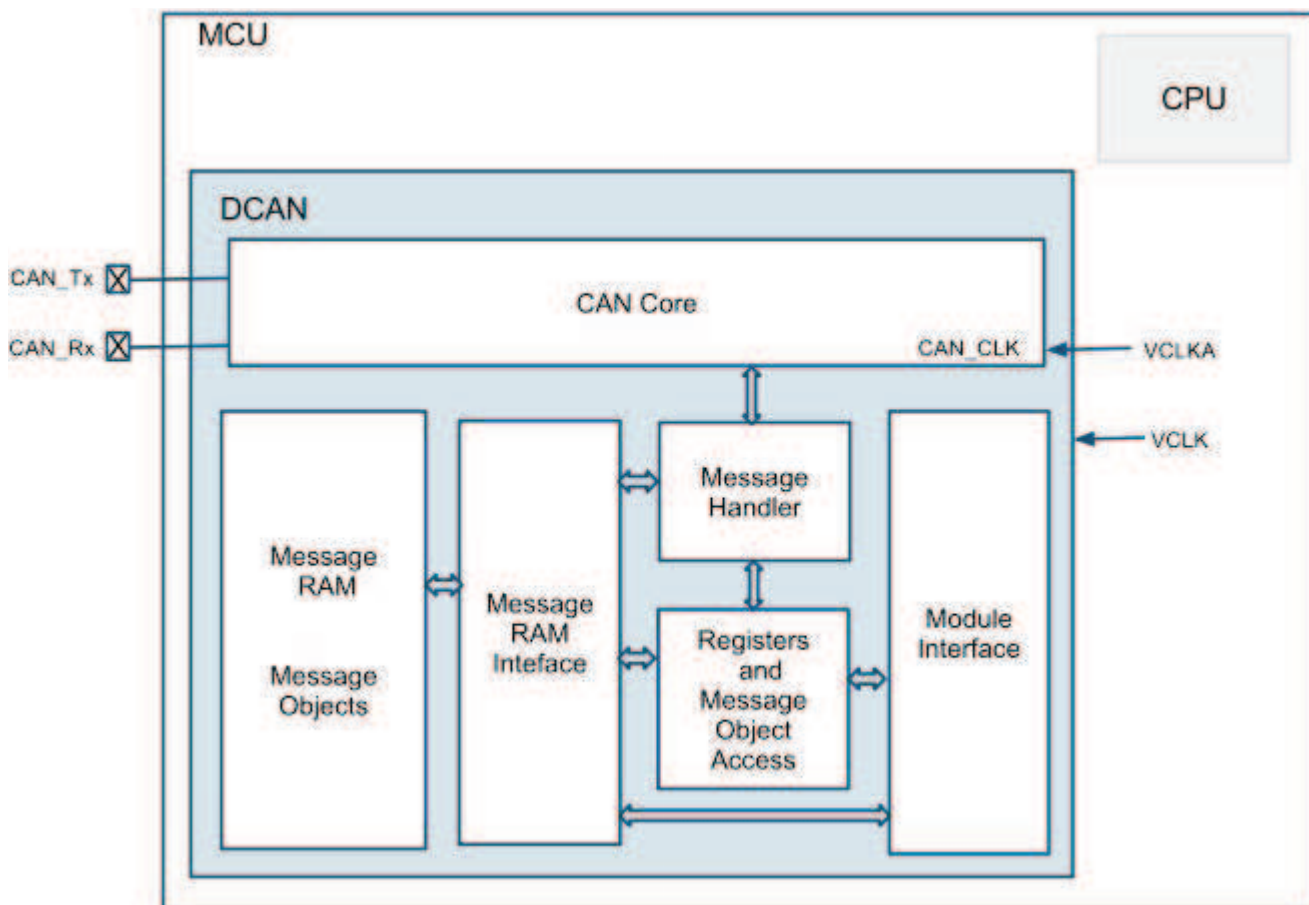 MCU
CPU
DCAN
CAN_Tx
CAN Core
CAN_Rx
CAN_CLK
VCLKA
VCLK
Message
Handler
Message
RAM
Message
Objects
Message
RAM
Inteface
Registers
and
Message
Object
Access
Module
Interface